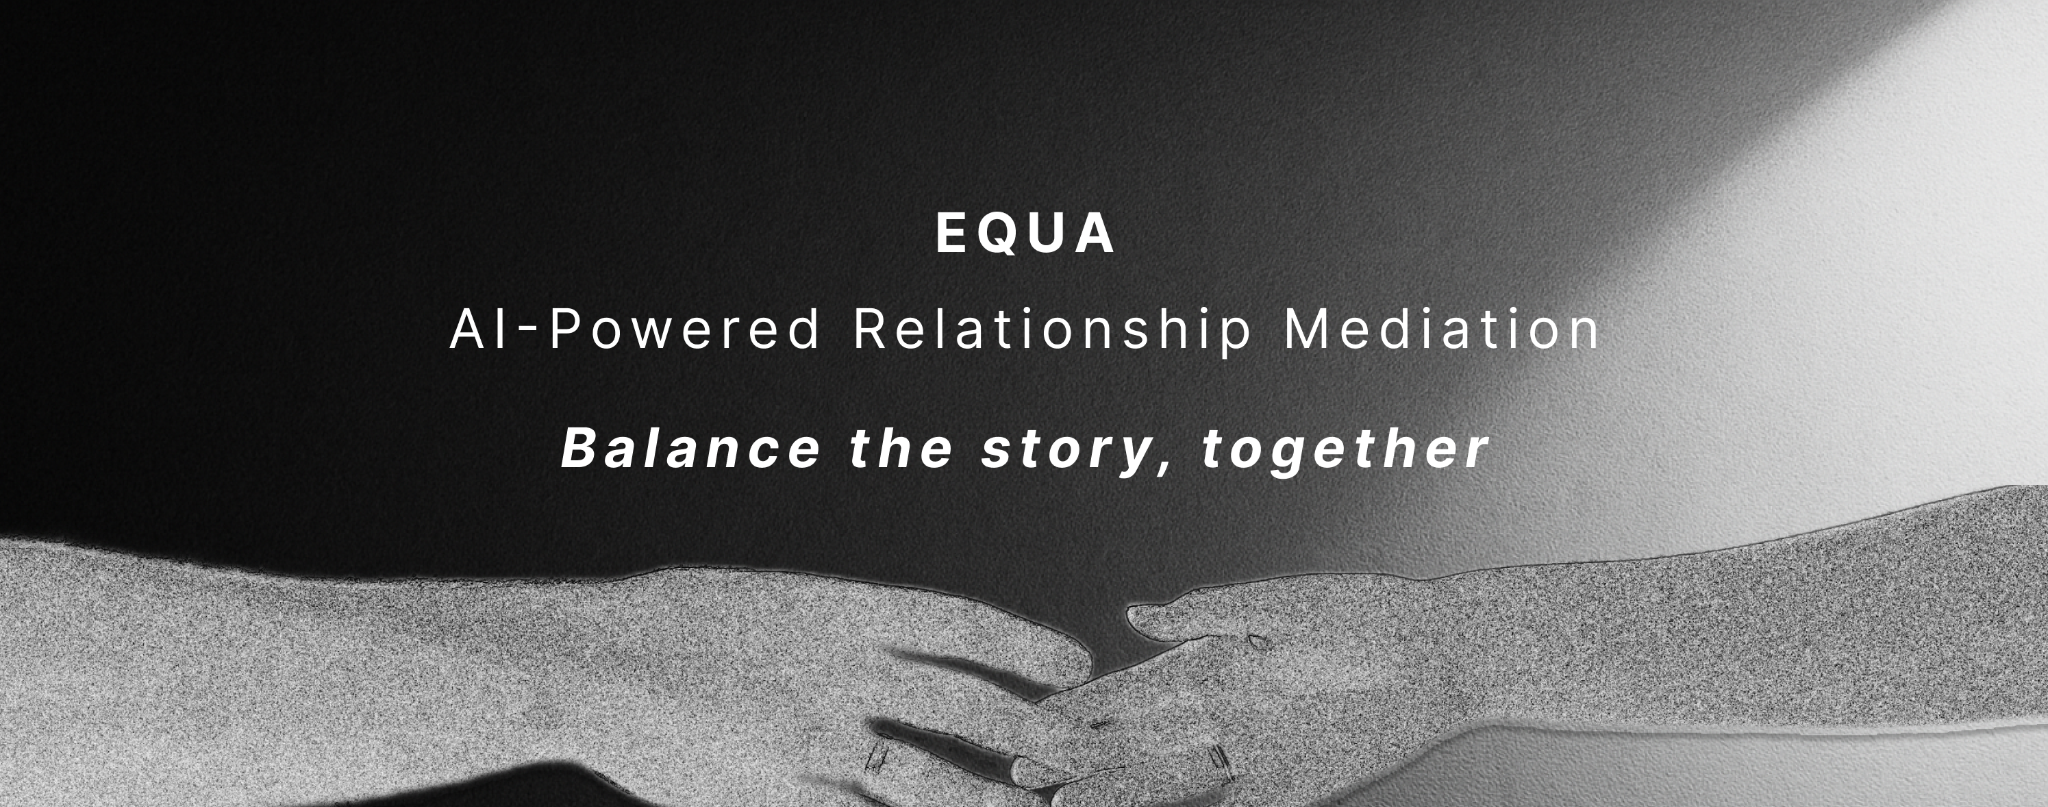 EQUA
AI-Powered Relationship Mediation
Balance the story, together